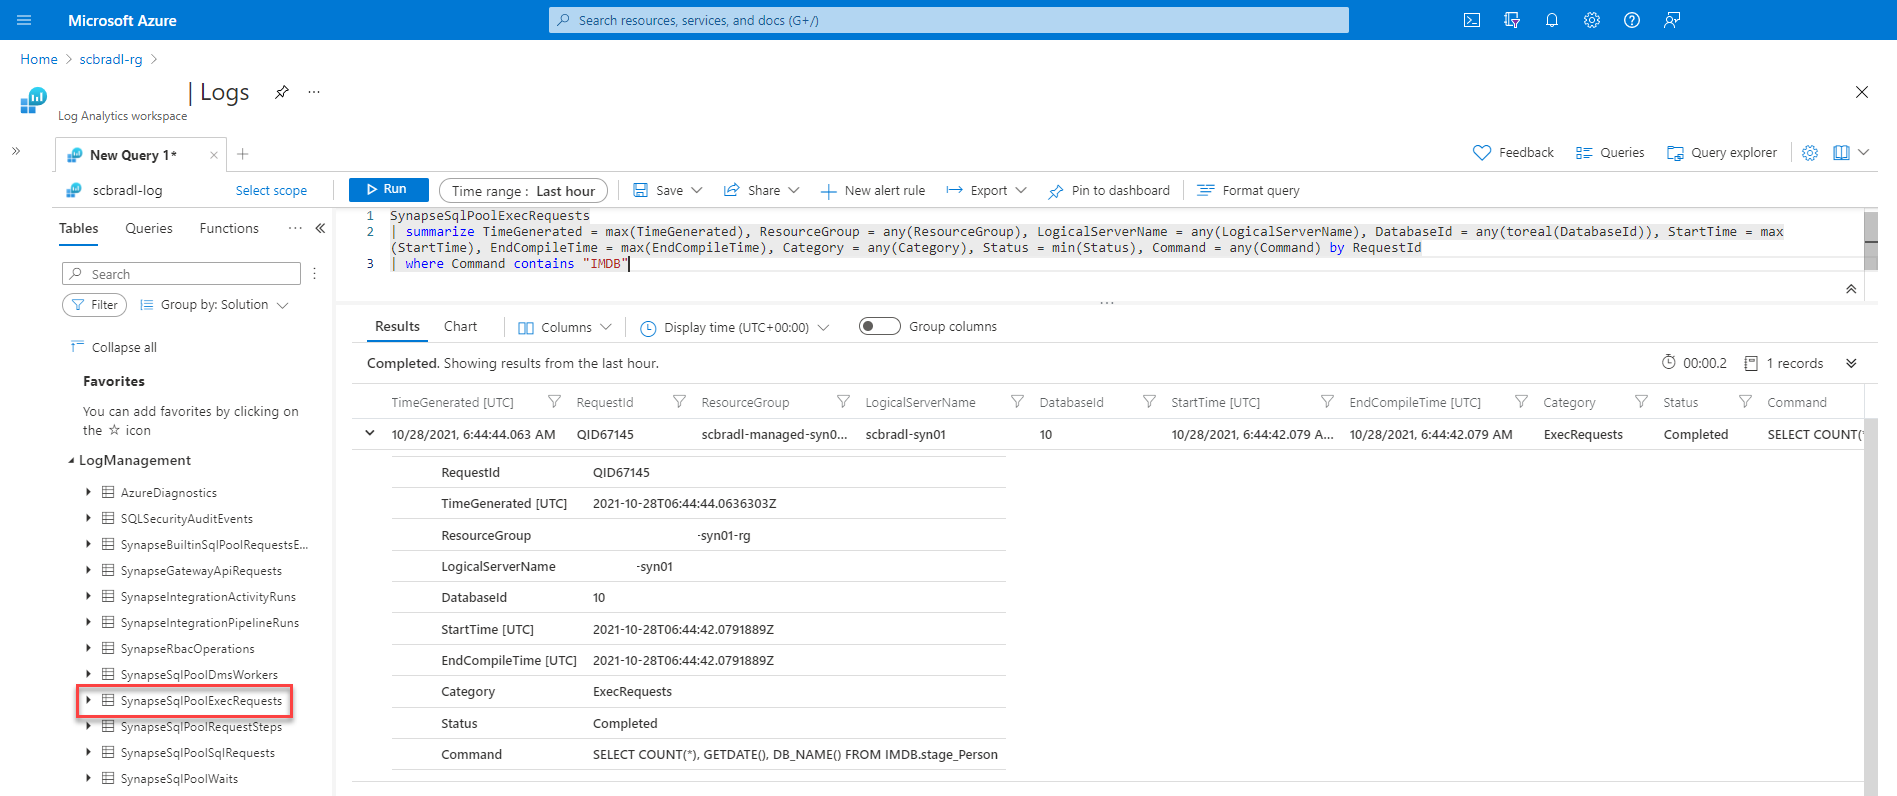 Microsoft Azure
Search resources, services, and docs (G+/)
Home > scbradl-rg >
| Logs
Log Analytics workspace
New Query 1*
Feedback
Queries
Query explorer
scbradl-log
Select scope
Run
Time range : Last hour
Save
Share
New alert rule
Export
Pin to dashboard
Format query
Tables
Queries
Functions
Search
Filter
Group by: Solution
Collapse all
Favorites
You can add favorites by clicking on
the ☆ icon
LogManagement
AzureDiagnostics
SQLSecurityAuditEvents
SynapseBuiltinSqlPoolRequestsE...
SynapseGatewayApiRequests
SynapseIntegrationActivityRuns
SynapseIntegrationPipelineRuns
SynapseRbacOperations
SynapseSqlPoolDmsWorkers
SynapseSqlPoolExecRequests
SynapseSqlPoolRequestSteps
SynapseSqlPoolSqlRequests
SynapseSqlPoolWaits
1 SynapseSqlPoolExecRequests
2 | summarize TimeGenerated = max(TimeGenerated), ResourceGroup = any(ResourceGroup), LogicalServerName = any(LogicalServerName), DatabaseId = any(toreal(DatabaseId)), StartTime = max
(StartTime), EndCompileTime = max(EndCompileTime), Category = any(Category), Status = min(Status), Command = any(Command) by RequestId
3 | where Command contains "IMDB"
Results
Chart
Columns
Display time (UTC+00:00)
Group columns
Completed. Showing results from the last hour.
00:00.2
1 records
TimeGenerated [UTC] RequestId ResourceGroup LogicalServerName DatabaseId StartTime [UTC] EndCompileTime [UTC] Category Status Command
10/28/2021, 6:44:44.063 AM QID67145 scbradl-managed-syn0... scbradl-syn01 10 10/28/2021, 6:44:42.079 A... 10/28/2021, 6:44:42.079 AM ExecRequests Completed SELECT COUNT(*
RequestId QID67145
TimeGenerated [UTC] 2021-10-28T06:44:44.0636303Z
ResourceGroup -syn01-rg
LogicalServerName -syn01
DatabaseId 10
StartTime [UTC] 2021-10-28T06:44:42.0791889Z
EndCompileTime [UTC] 2021-10-28T06:44:42.0791889Z
Category ExecRequests
Status Completed
Command SELECT COUNT(*), GETDATE(), DB_NAME() FROM IMDB.stage_Person